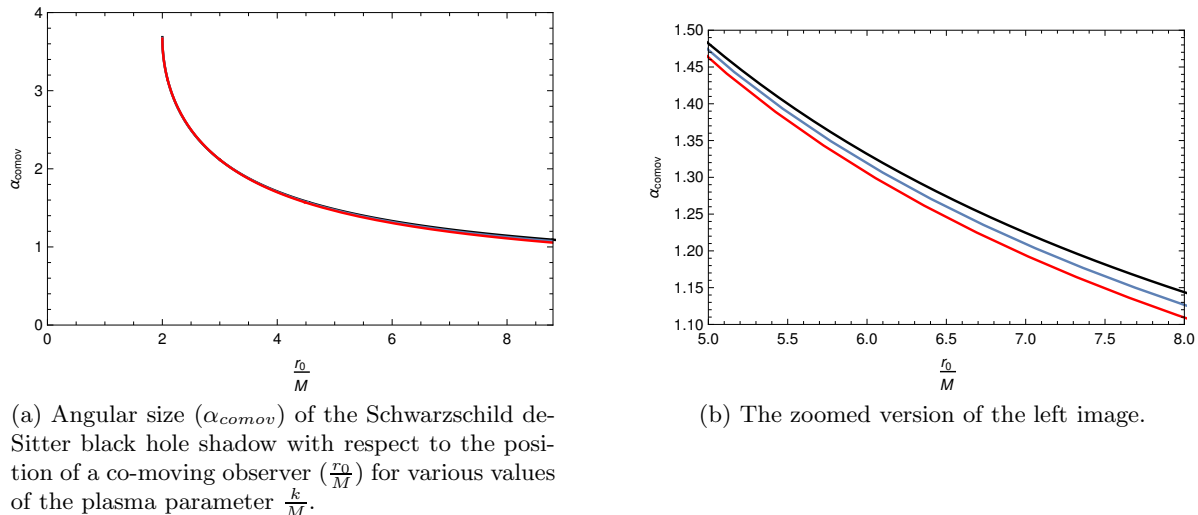 4
3
2
1
0
α_comov
0 2 4 6 8
r_0
M
(a) Angular size (α_comov) of the Schwarzschild de-
Sitter black hole shadow with respect to the posi-
tion of a co-moving observer (r_0/M) for various values
of the plasma parameter k/M.
1.50
1.45
1.40
1.35
1.30
1.25
1.20
1.15
1.10
α_comov
5.0 5.5 6.0 6.5 7.0 7.5 8.0
r_0
M
(b) The zoomed version of the left image.